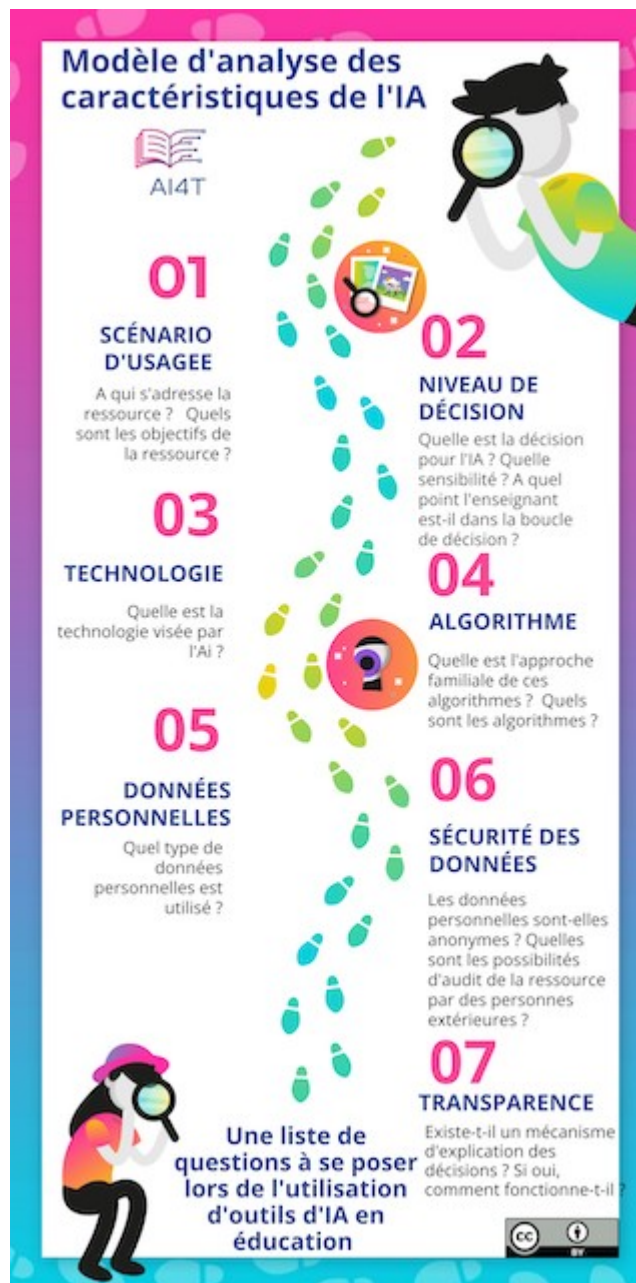 Modèle d'analyse des
caractéristiques de l'IA
AI4T
01
SCÉNARIO
D'USAGEE
A qui s'adresse la
ressource ? Quels
sont les objectifs de
la ressource ?
02
NIVEAU DE
DÉCISION
Quelle est la décision
pour l'IA ? Quelle
sensibilité ? A quel
point l'enseignant
est-il dans la boucle
de décision ?
03
TECHNOLOGIE
Quelle est la
technologie visée par
l'Ai ?
04
ALGORITHME
Quelle est l'approche
familiale de ces
algorithmes ? Quels
sont les algorithmes ?
05
DONNÉES
PERSONNELLES
Quel type de
données
personnelles est
utilisé ?
06
SÉCURITÉ DES
DONNÉES
Les données
personnelles sont-elles
anonymes ? Quelles
sont les possibilités
d'audit de la ressource
par des personnes
extérieures ?
07
TRANSPARENCE
Existe-t-il un mécanisme
d'explication des
décisions ? Si oui,
comment fonctionne-t-il ?
Une liste de
questions à se poser
lors de l'utilisation
d'outils d'IA en
éducation
cc
BY